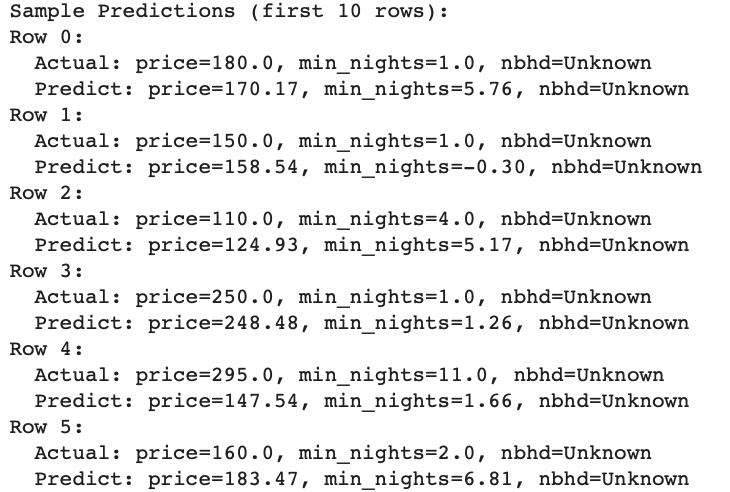 Sample Predictions (first 10 rows):
Row 0:
  Actual: price=180.0, min_nights=1.0, nbhd=Unknown
  Predict: price=170.17, min_nights=5.76, nbhd=Unknown
Row 1:
  Actual: price=150.0, min_nights=1.0, nbhd=Unknown
  Predict: price=158.54, min_nights=-0.30, nbhd=Unknown
Row 2:
  Actual: price=110.0, min_nights=4.0, nbhd=Unknown
  Predict: price=124.93, min_nights=5.17, nbhd=Unknown
Row 3:
  Actual: price=250.0, min_nights=1.0, nbhd=Unknown
  Predict: price=248.48, min_nights=1.26, nbhd=Unknown
Row 4:
  Actual: price=295.0, min_nights=11.0, nbhd=Unknown
  Predict: price=147.54, min_nights=1.66, nbhd=Unknown
Row 5:
  Actual: price=160.0, min_nights=2.0, nbhd=Unknown
  Predict: price=183.47, min_nights=6.81, nbhd=Unknown